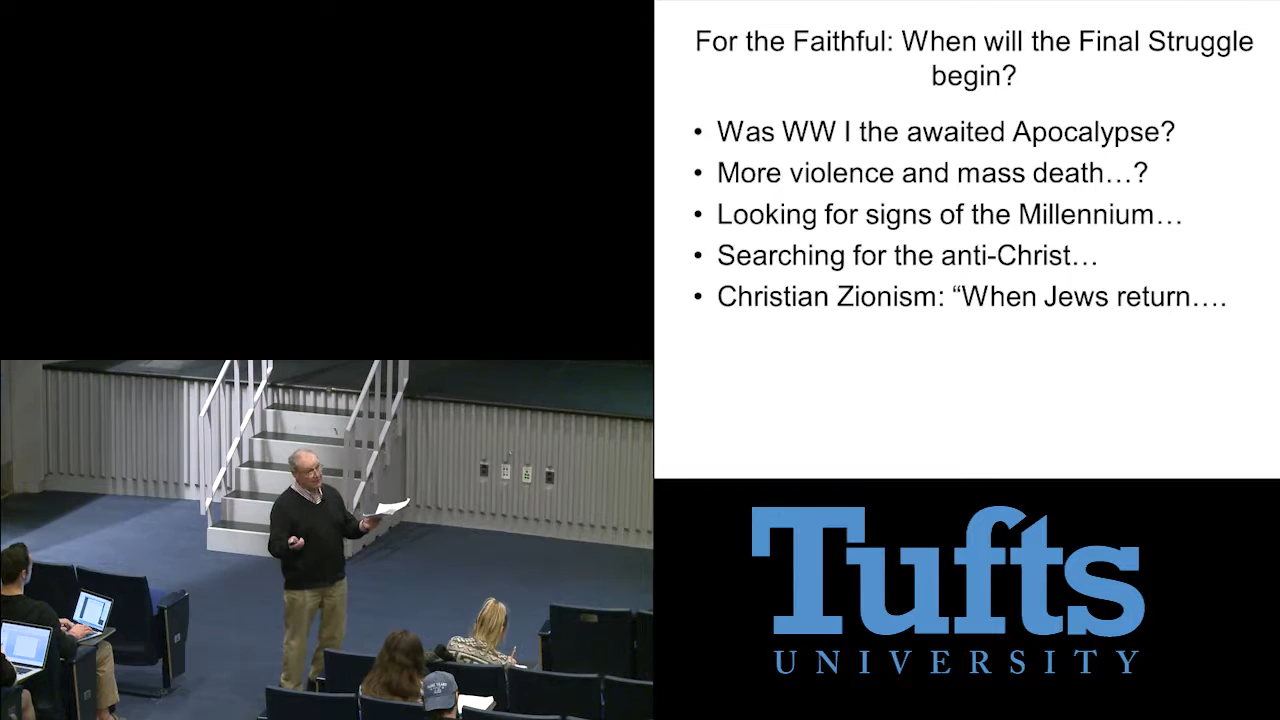 For the Faithful: When will the Final Struggle
begin?
• Was WW I the awaited Apocalypse?
• More violence and mass death…?
• Looking for signs of the Millennium…
• Searching for the anti-Christ…
• Christian Zionism: “When Jews return….
Tufts
UNIVERSITY